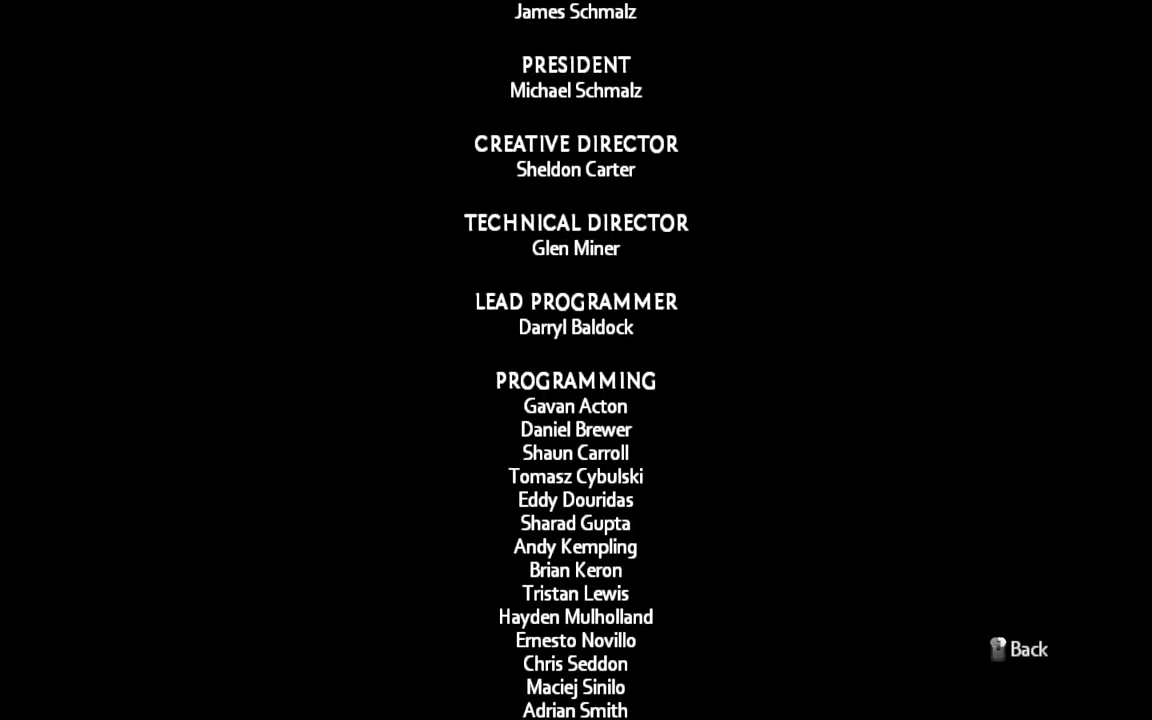 James Schmalz
PRESIDENT
Michael Schmalz
CREATIVE DIRECTOR
Sheldon Carter
TECHNICAL DIRECTOR
Glen Miner
LEAD PROGRAMMER
Darryl Baldock
PROGRAMMING
Gavan Acton
Daniel Brewer
Shaun Carroll
Tomasz Cybulski
Eddy Douridas
Sharad Gupta
Andy Kempling
Brian Keron
Tristan Lewis
Hayden Mulholland
Ernesto Novillo
Back
Chris Seddon
Maciej Sinilo
Adrian Smith